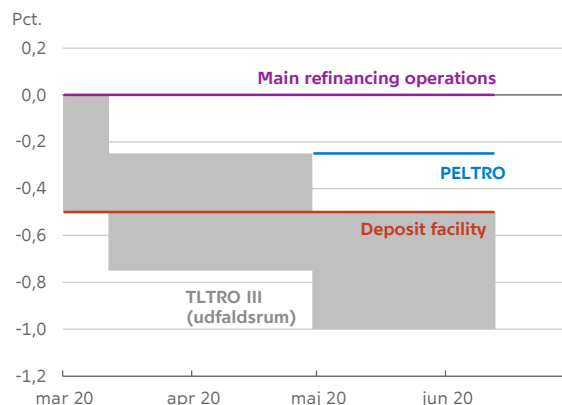 Pct.
0,2
Main refinancing operations
0,0
-0,2
PELTRO
-0,4
Deposit facility
-0,6
-0,8
TLTRO III
(udfaldsrum)
-1,0
-1,2
mar 20 apr 20 maj 20 jun 20